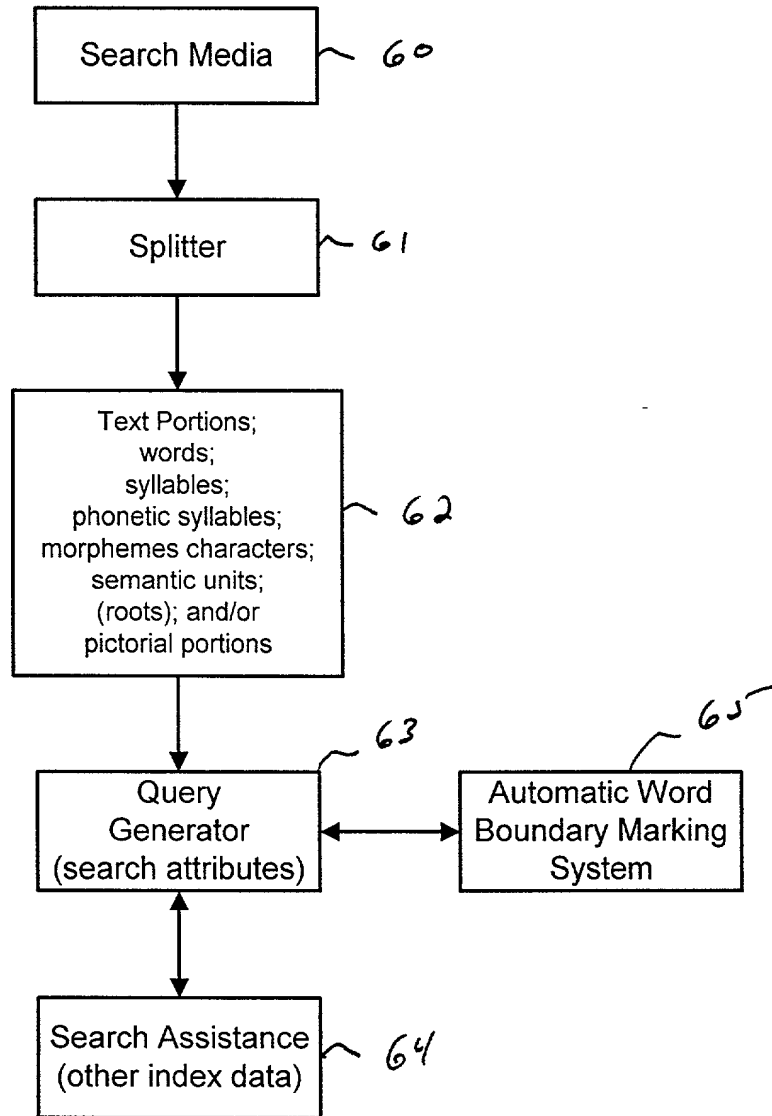 Search Media
60
Splitter
61
Text Portions;
words;
syllables;
phonetic syllables;
morphemes characters;
semantic units;
(roots); and/or
pictorial portions
62
63
65
Query
Generator
(search attributes)
Automatic Word
Boundary Marking
System
Search Assistance
(other index data)
64